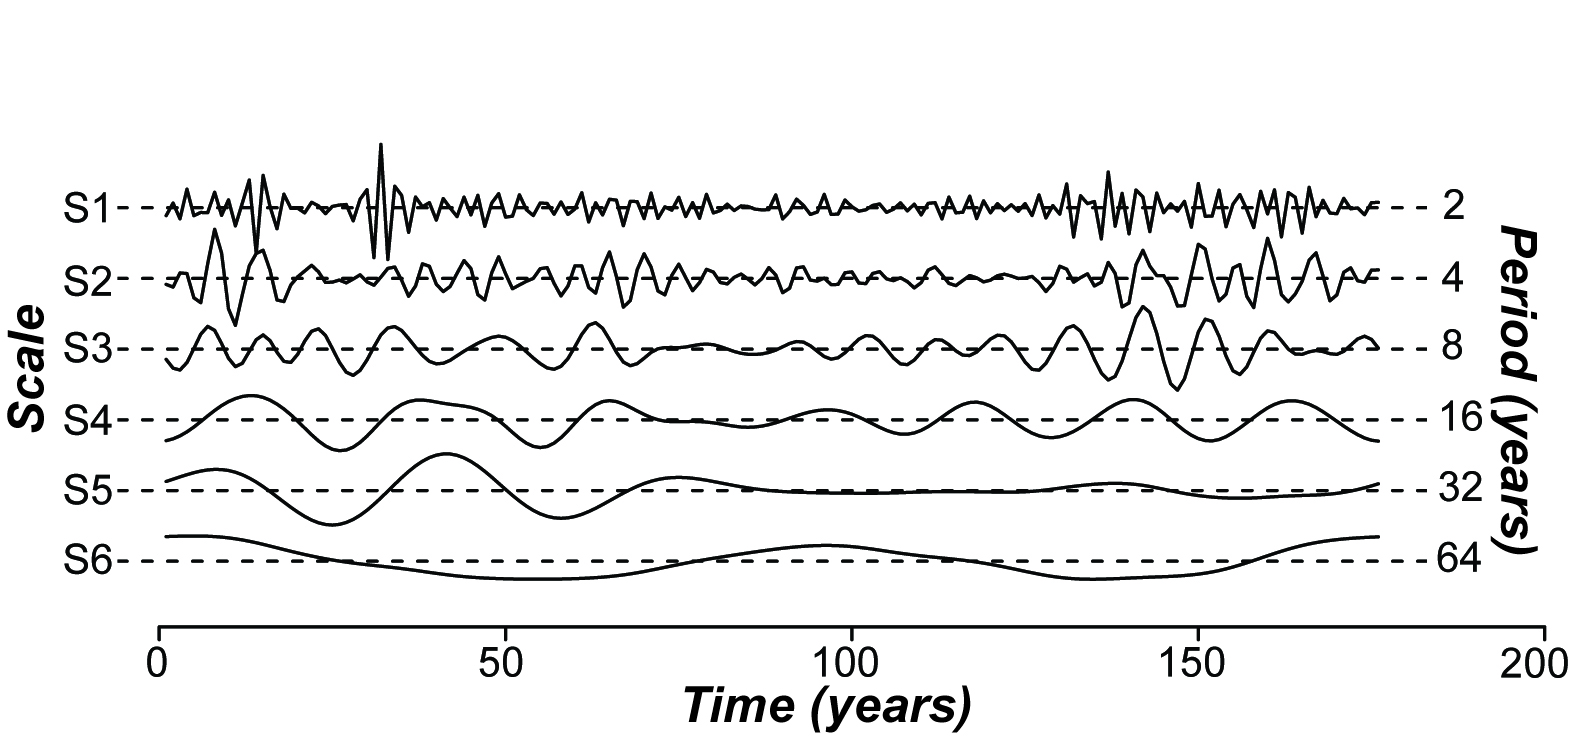 Scale
S1
2
S2
4
S3
8
S4
16
S5
32
S6
64
Period (years)
0 50 100 150 200
Time (years)